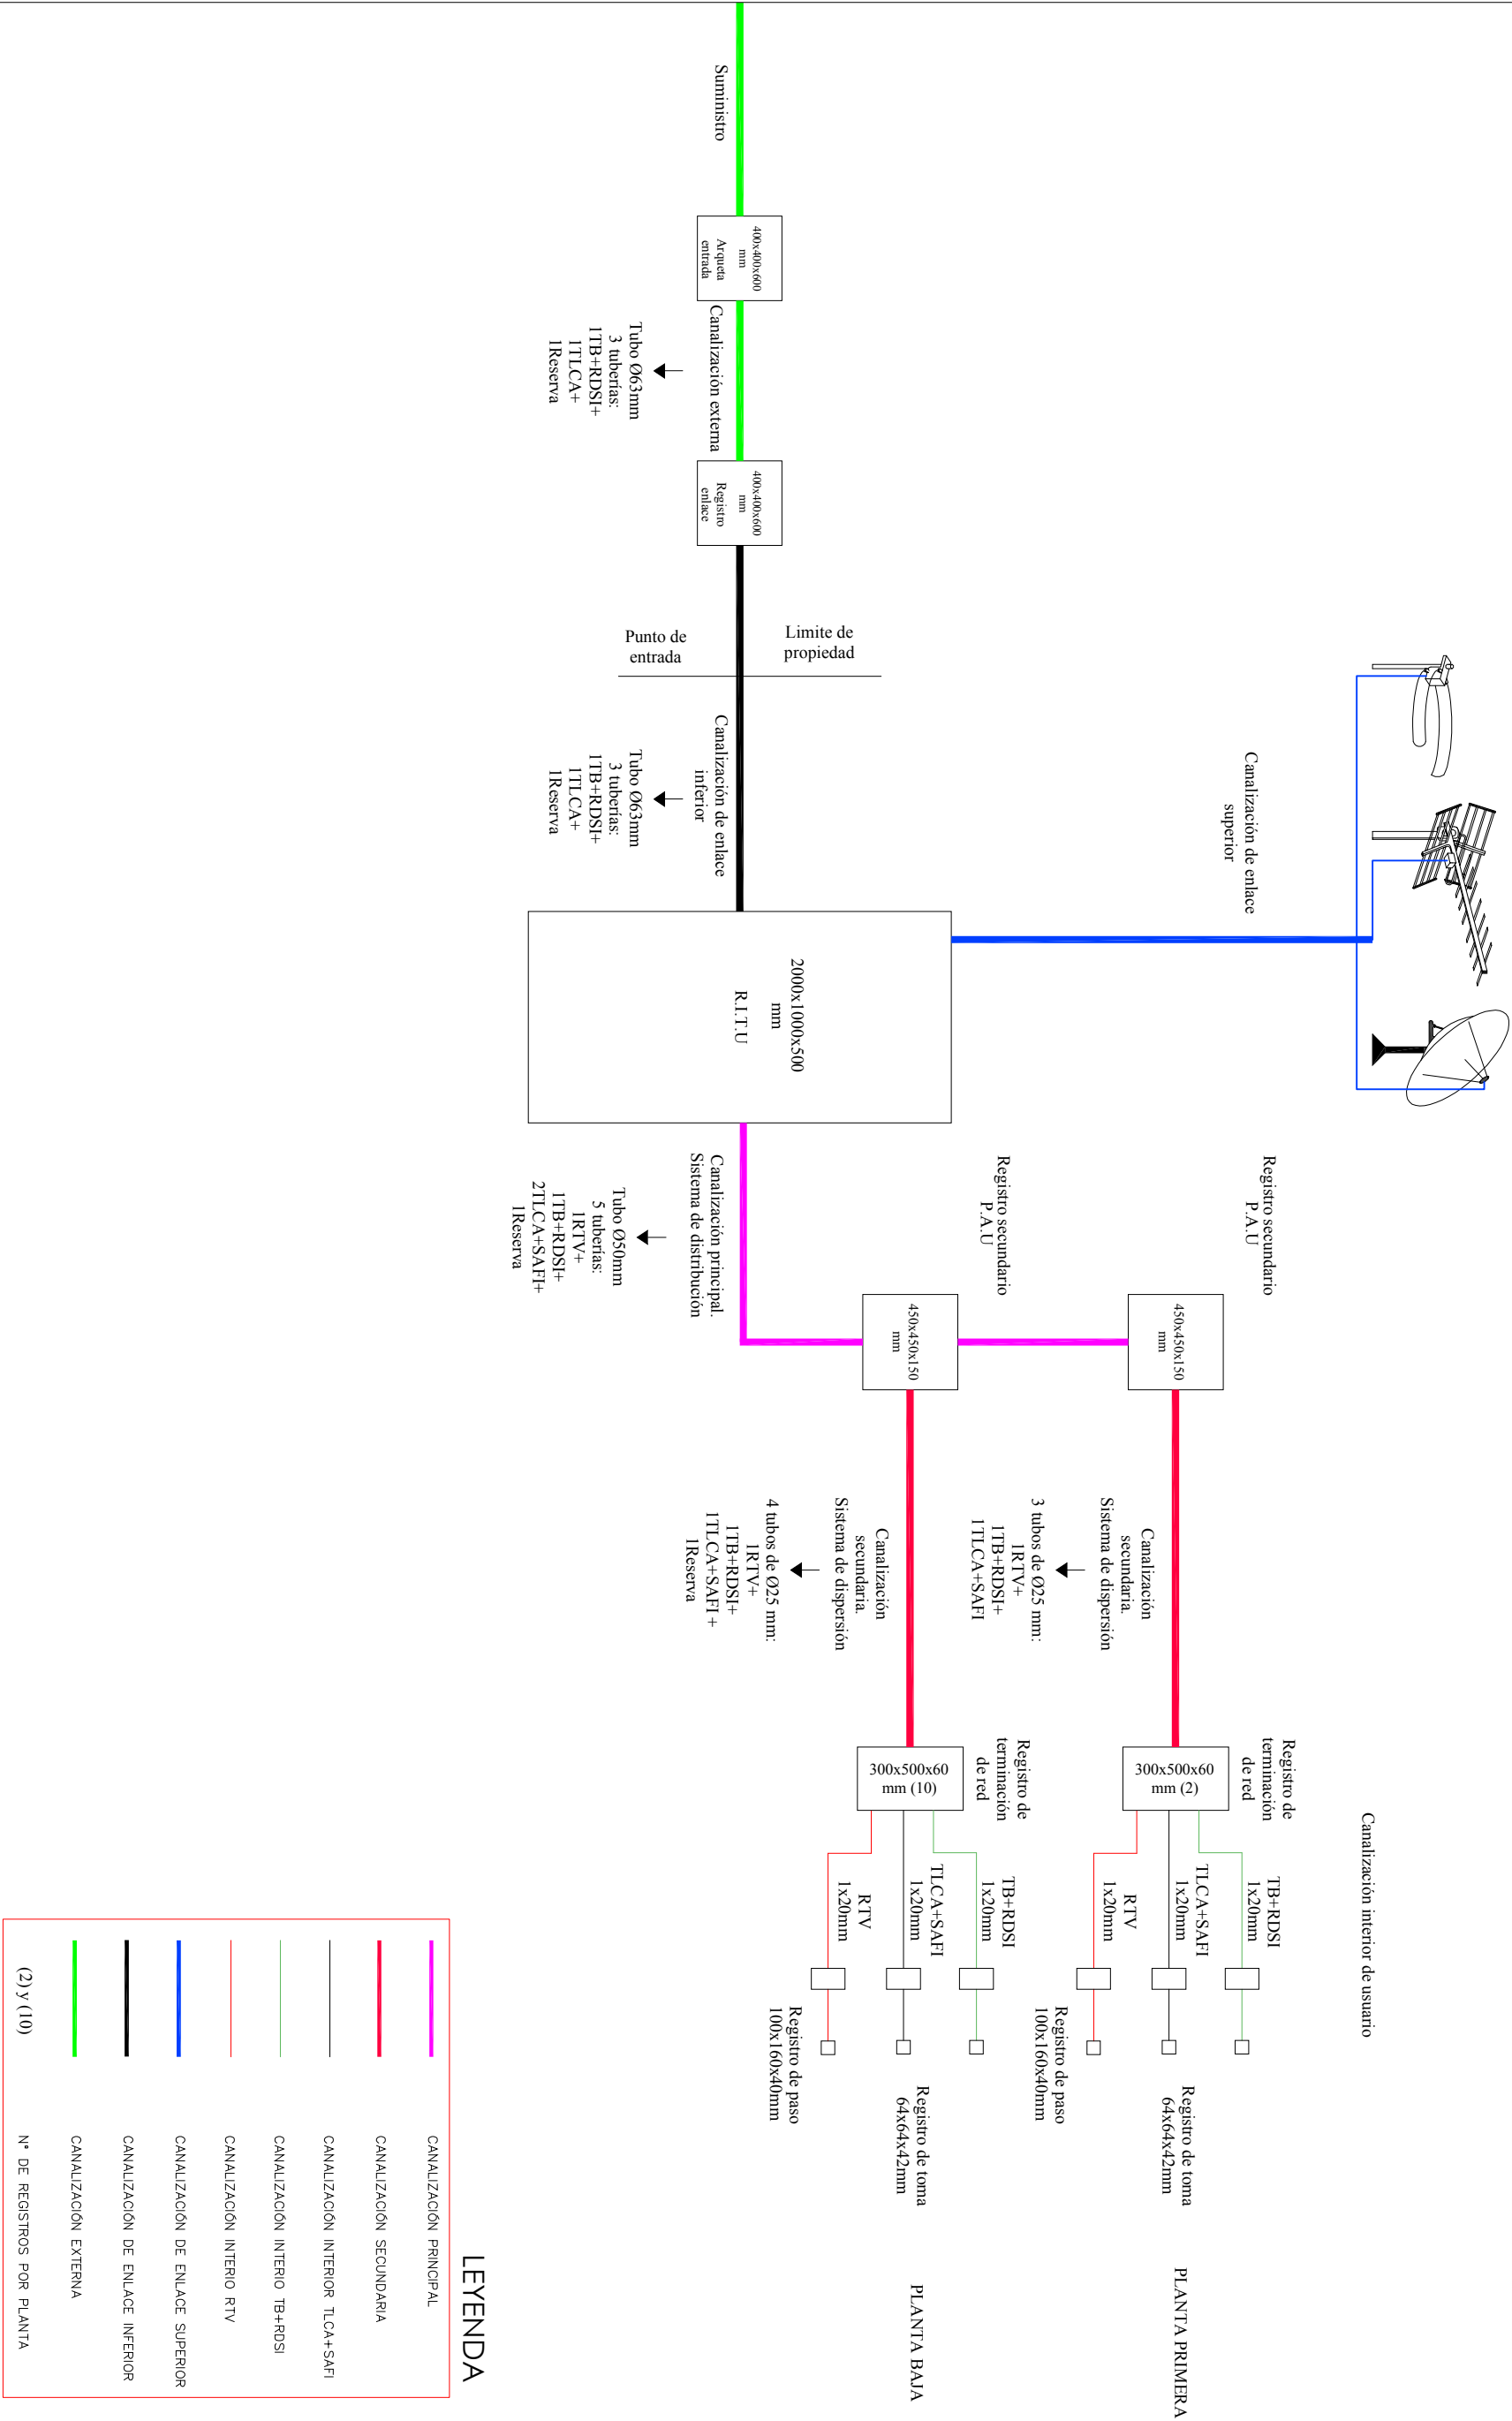 Suministro
400x400x600
mm
Arqueta
entrada
Canalización externa
Tubo Ø63mm
3 tuberías:
1TB+RDSI+
1TLCA+
1Reserva
400x400x600
mm
Registro
enlace
Punto de
entrada
Limite de
propiedad
Canalización de enlace
inferior
Tubo Ø63mm
3 tuberías:
1TB+RDSI+
1TLCA+
1Reserva
Canalización de enlace
superior
2000x1000x500
mm
R.I.T.U
Canalización principal.
Sistema de distribución
Tubo Ø50mm
5 tuberías:
1RTV+
1TB+RDSI+
2TLCA+SAFI+
1Reserva
Registro secundario
P.A.U
450x450x150
mm
Registro secundario
P.A.U
450x450x150
mm
Canalización
secundaria.
Sistema de dispersión
3 tubos de Ø25 mm:
1RTV+
1TB+RDSI+
1TLCA+SAFI
Canalización
secundaria.
Sistema de dispersión
4 tubos de Ø25 mm:
1RTV+
1TB+RDSI+
1TLCA+SAFI +
1Reserva
Canalización interior de usuario
Registro de
terminación
de red
300x500x60
mm (2)
TB+RDSI
1x20mm
TLCA+SAFI
1x20mm
RTV
1x20mm
Registro de paso
100x160x40mm
Registro de toma
64x64x42mm
PLANTA PRIMERA
Registro de
terminación
de red
300x500x60
mm (10)
TB+RDSI
1x20mm
TLCA+SAFI
1x20mm
RTV
1x20mm
Registro de paso
100x160x40mm
Registro de toma
64x64x42mm
PLANTA BAJA
LEYENDA
CANALIZACIÓN PRINCIPAL
CANALIZACIÓN SECUNDARIA
CANALIZACIÓN INTERIOR TLCA+SAFI
CANALIZACIÓN INTERIO TB+RDSI
CANALIZACIÓN INTERIO RTV
CANALIZACIÓN DE ENLACE SUPERIOR
CANALIZACIÓN DE ENLACE INFERIOR
CANALIZACIÓN EXTERNA
(2) y (10) Nº DE REGISTROS POR PLANTA